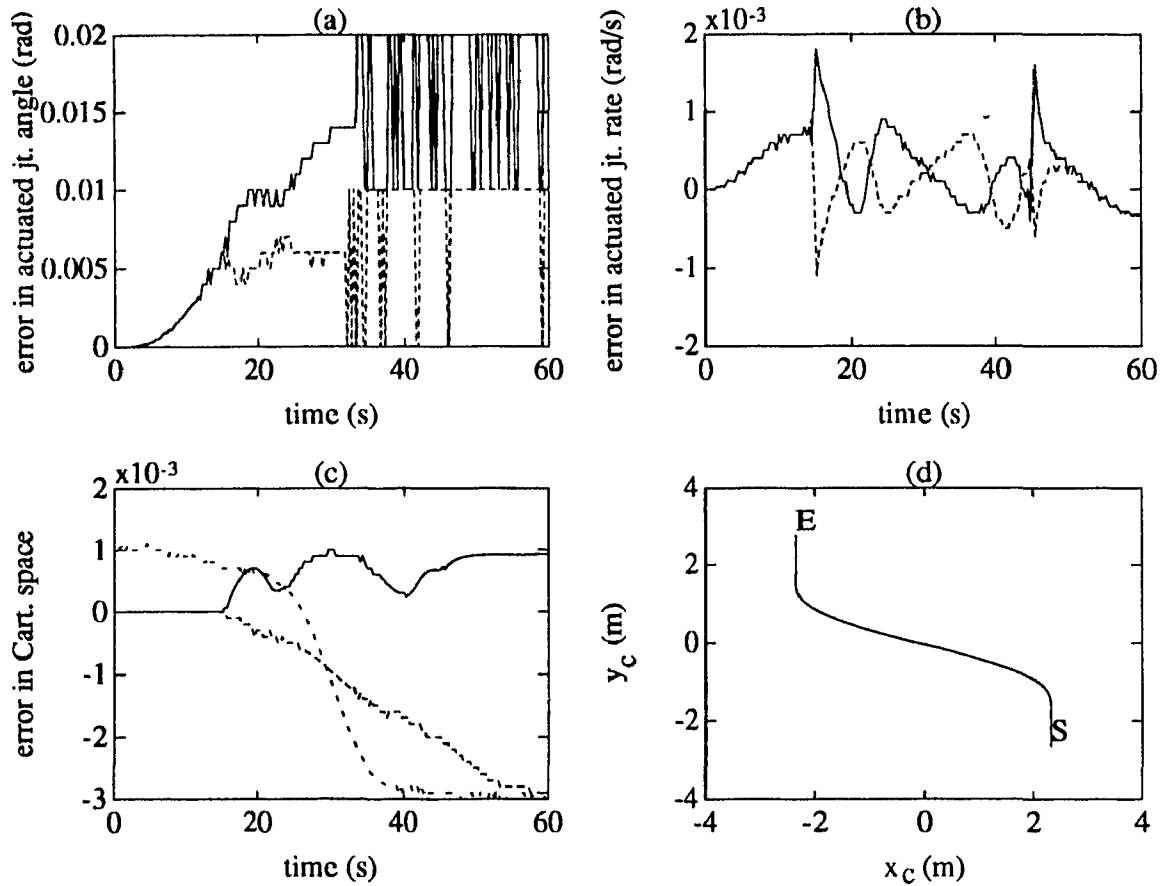 (a)
error in actuated jt. angle (rad)
0.02
0.015
0.01
0.005
0
0 20 40 60
time (s)
(b)
x10-3
error in actuated jt. rate (rad/s)
2
1
0
-1
-2
0 20 40 60
time (s)
(c)
x10-3
error in Cart. space
2
1
0
-1
-2
-3
0 20 40 60
time (s)
(d)
y_c (m)
4
2
0
-2
-4
E
S
-4 -2 0 2 4
x_c (m)